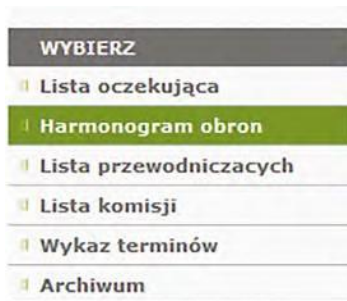 WYBIERZ
Lista oczekująca
Harmonogram obron
Lista przewodniczacych
Lista komisji
Wykaz terminów
Archiwum